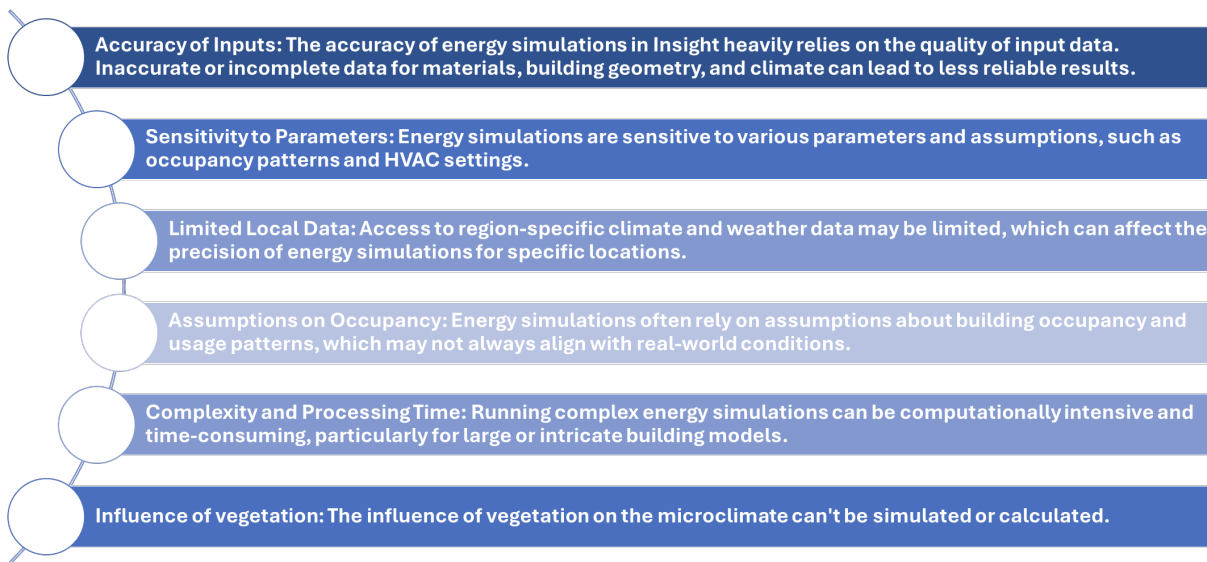 Accuracy of Inputs: The accuracy of energy simulations in Insight heavily relies on the quality of input data.
Inaccurate or incomplete data for materials, building geometry, and climate can lead to less reliable results.
Sensitivity to Parameters: Energy simulations are sensitive to various parameters and assumptions, such as
occupancy patterns and HVAC settings.
Limited Local Data: Access to region-specific climate and weather data may be limited, which can affect the
precision of energy simulations for specific locations.
Assumptions on Occupancy: Energy simulations often rely on assumptions about building occupancy and
usage patterns, which may not always align with real-world conditions.
Complexity and Processing Time: Running complex energy simulations can be computationally intensive and
time-consuming, particularly for large or intricate building models.
Influence of vegetation: The influence of vegetation on the microclimate can't be simulated or calculated.